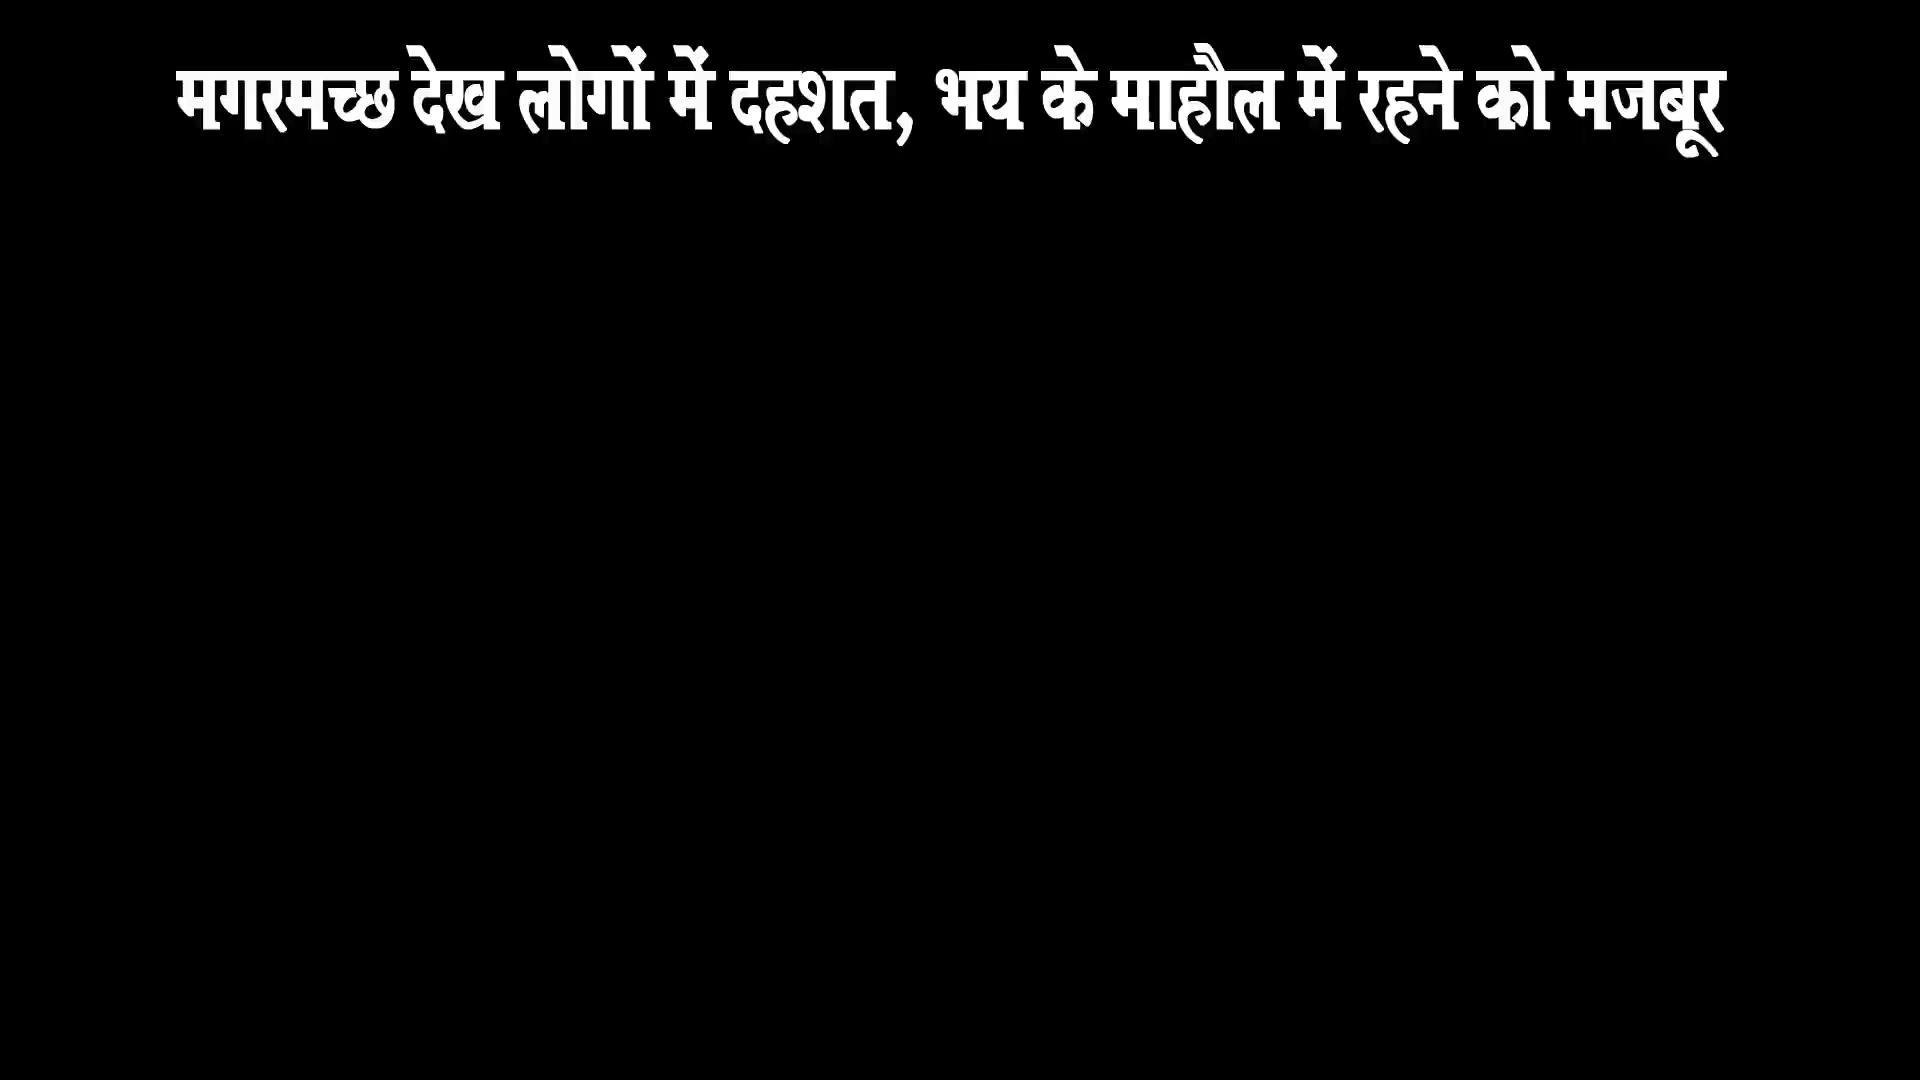 मगरमच्छ देख लोगों में दहशत, भय के माहौल में रहने को मजबूर